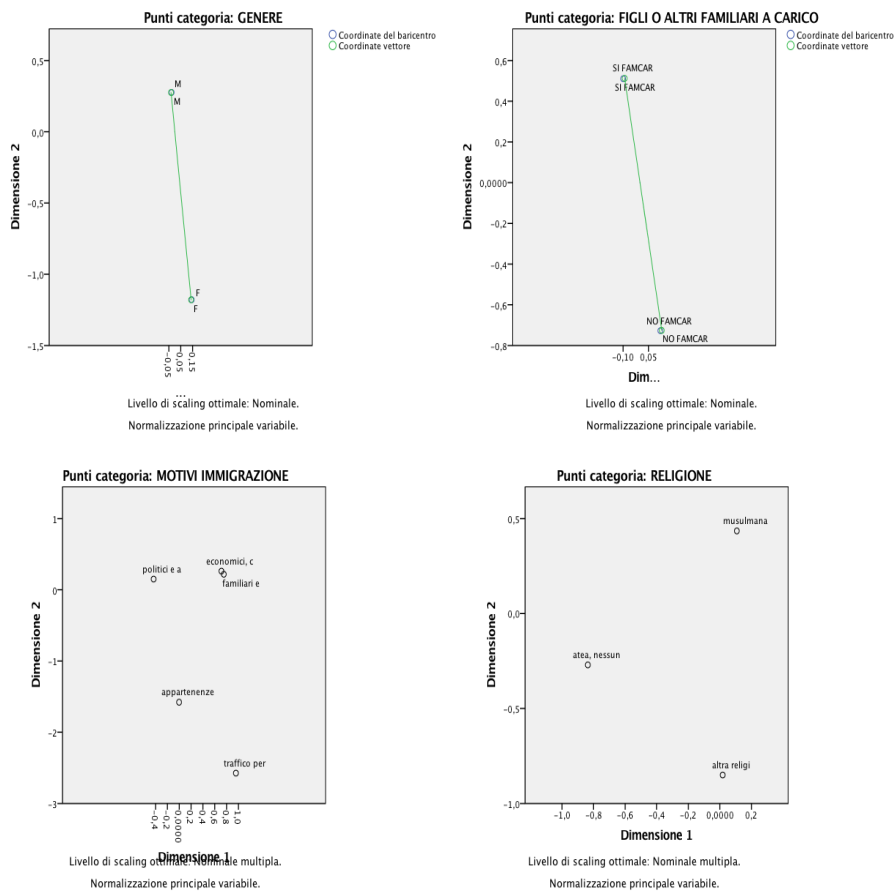 Punti categoria: GENERE
Coordinate del baricentro
Coordinate vettore
0,5
0,0
-0,5
-1,0
-1,5
Dimensione 2
M
M
F
F
-0,05
0,05
0,15
...
Livello di scaling ottimale: Nominale.
Normalizzazione principale variabile.
Punti categoria: FIGLI O ALTRI FAMILIARI A CARICO
Coordinate del baricentro
Coordinate vettore
0,6
0,4
0,2
0,0000
-0,2
-0,4
-0,6
-0,8
Dimensione 2
SI FAMCAR
SI FAMCAR
NO FAMCAR
NO FAMCAR
-0,10 0,05
Dim...
Livello di scaling ottimale: Nominale.
Normalizzazione principale variabile.
Punti categoria: MOTIVI IMMIGRAZIONE
1
0
-1
-2
-3
Dimensione 2
politici e a
economici, c
familiari e
appartenenze
traffico per
-0,4
-0,2
0,0000
0,2
0,4
0,6
0,8
1,0
Dimensione 1
Livello di scaling ottimale: Nominale multipla.
Normalizzazione principale variabile.
Punti categoria: RELIGIONE
0,5
0,0
-0,5
-1,0
Dimensione 2
musulmana
atea, nessun
altra religi
-1,0 -0,8 -0,6 -0,4 -0,2 0,0000 0,2
Dimensione 1
Livello di scaling ottimale: Nominale multipla.
Normalizzazione principale variabile.